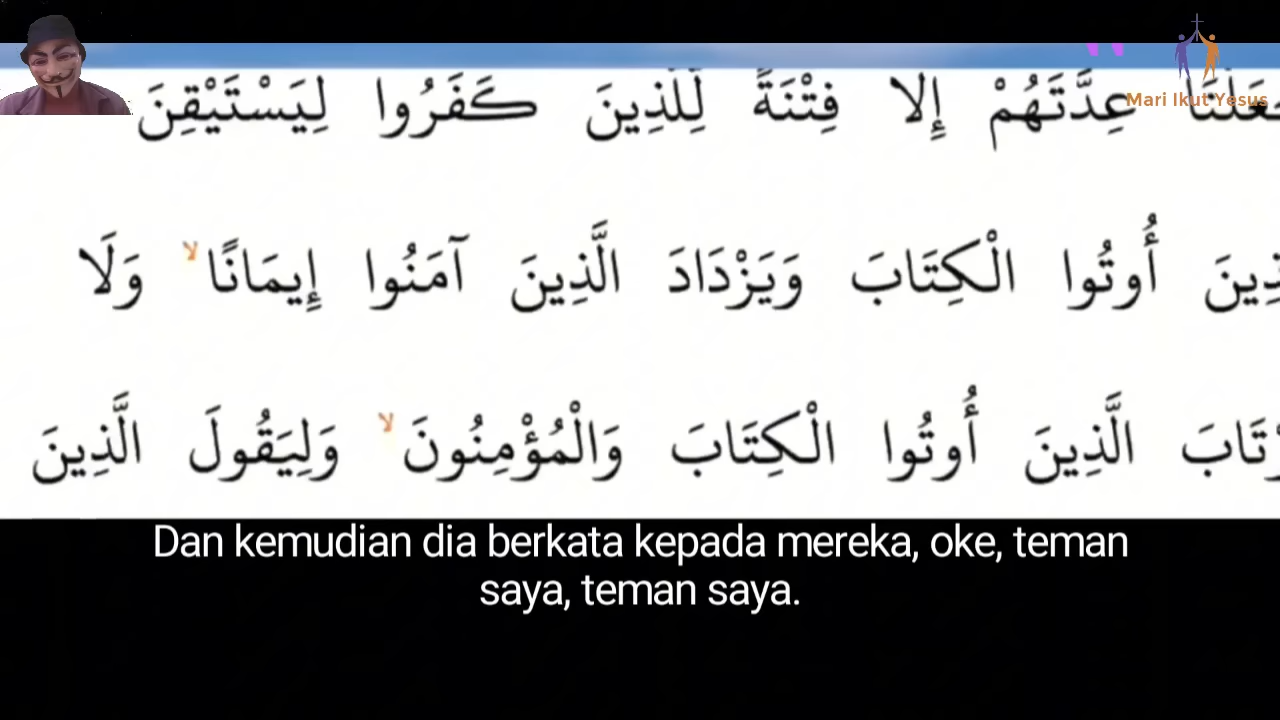 Mari Ikut Yesus
عِدَّتَهُمْ إِلا فِتْنَةً لِلَّذِينَ كَفَرُوا لِيَسْتَيْقِنَ
أُوتُوا الْكِتَابَ وَيَزْدَادَ الَّذِينَ آمَنُوا إِيمَانًا ۙ وَلَا
الَّذِينَ أُوتُوا الْكِتَابَ وَالْمُؤْمِنُونَ ۙ وَلِيَقُولَ الَّذِينَ
Dan kemudian dia berkata kepada mereka, oke, teman
saya, teman saya.